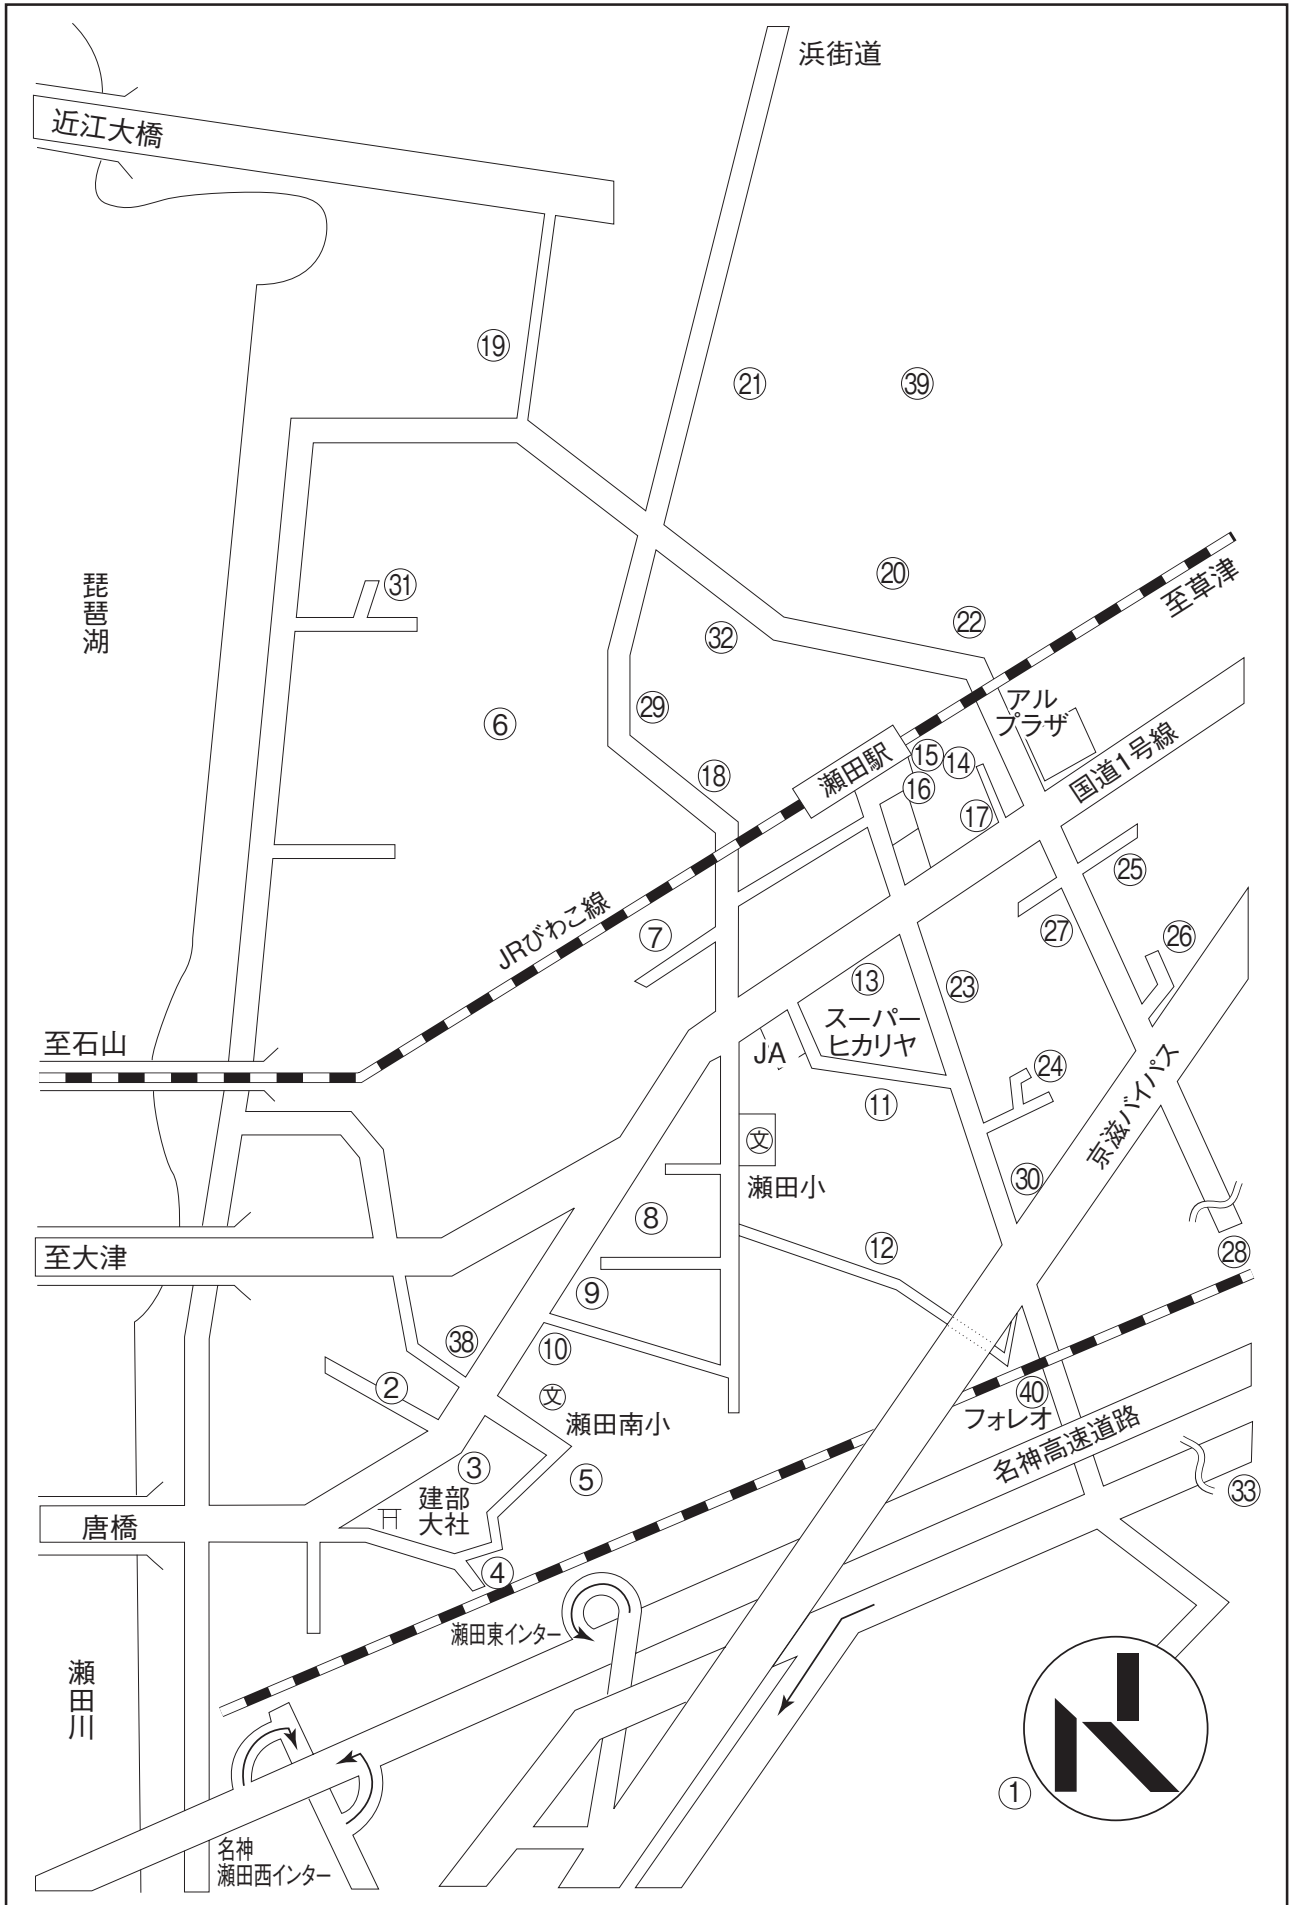 浜街道
近江大橋
⑲
㉑
㊴
琵琶湖
㉛
⑳
㉜
㉒
至草津
⑥
㉙
アル
プラザ
⑱
瀬田駅
⑮
⑭
⑯
⑰
国道1号線
㉕
JRびわこ線
⑦
㉗
㉖
⑬
㉓
スーパー
ヒカリヤ
至石山
JA
㉔
⑪
京滋バイパス
文
瀬田小
㉚
⑧
⑫
至大津
㉘
⑨
㊳
⑩
②
文
瀬田南小
㊵
フォレオ
名神高速道路
③
⑤
㉝
建部
大社
唐橋
④
瀬田東インター
瀬田川
①
名神
瀬田西インター